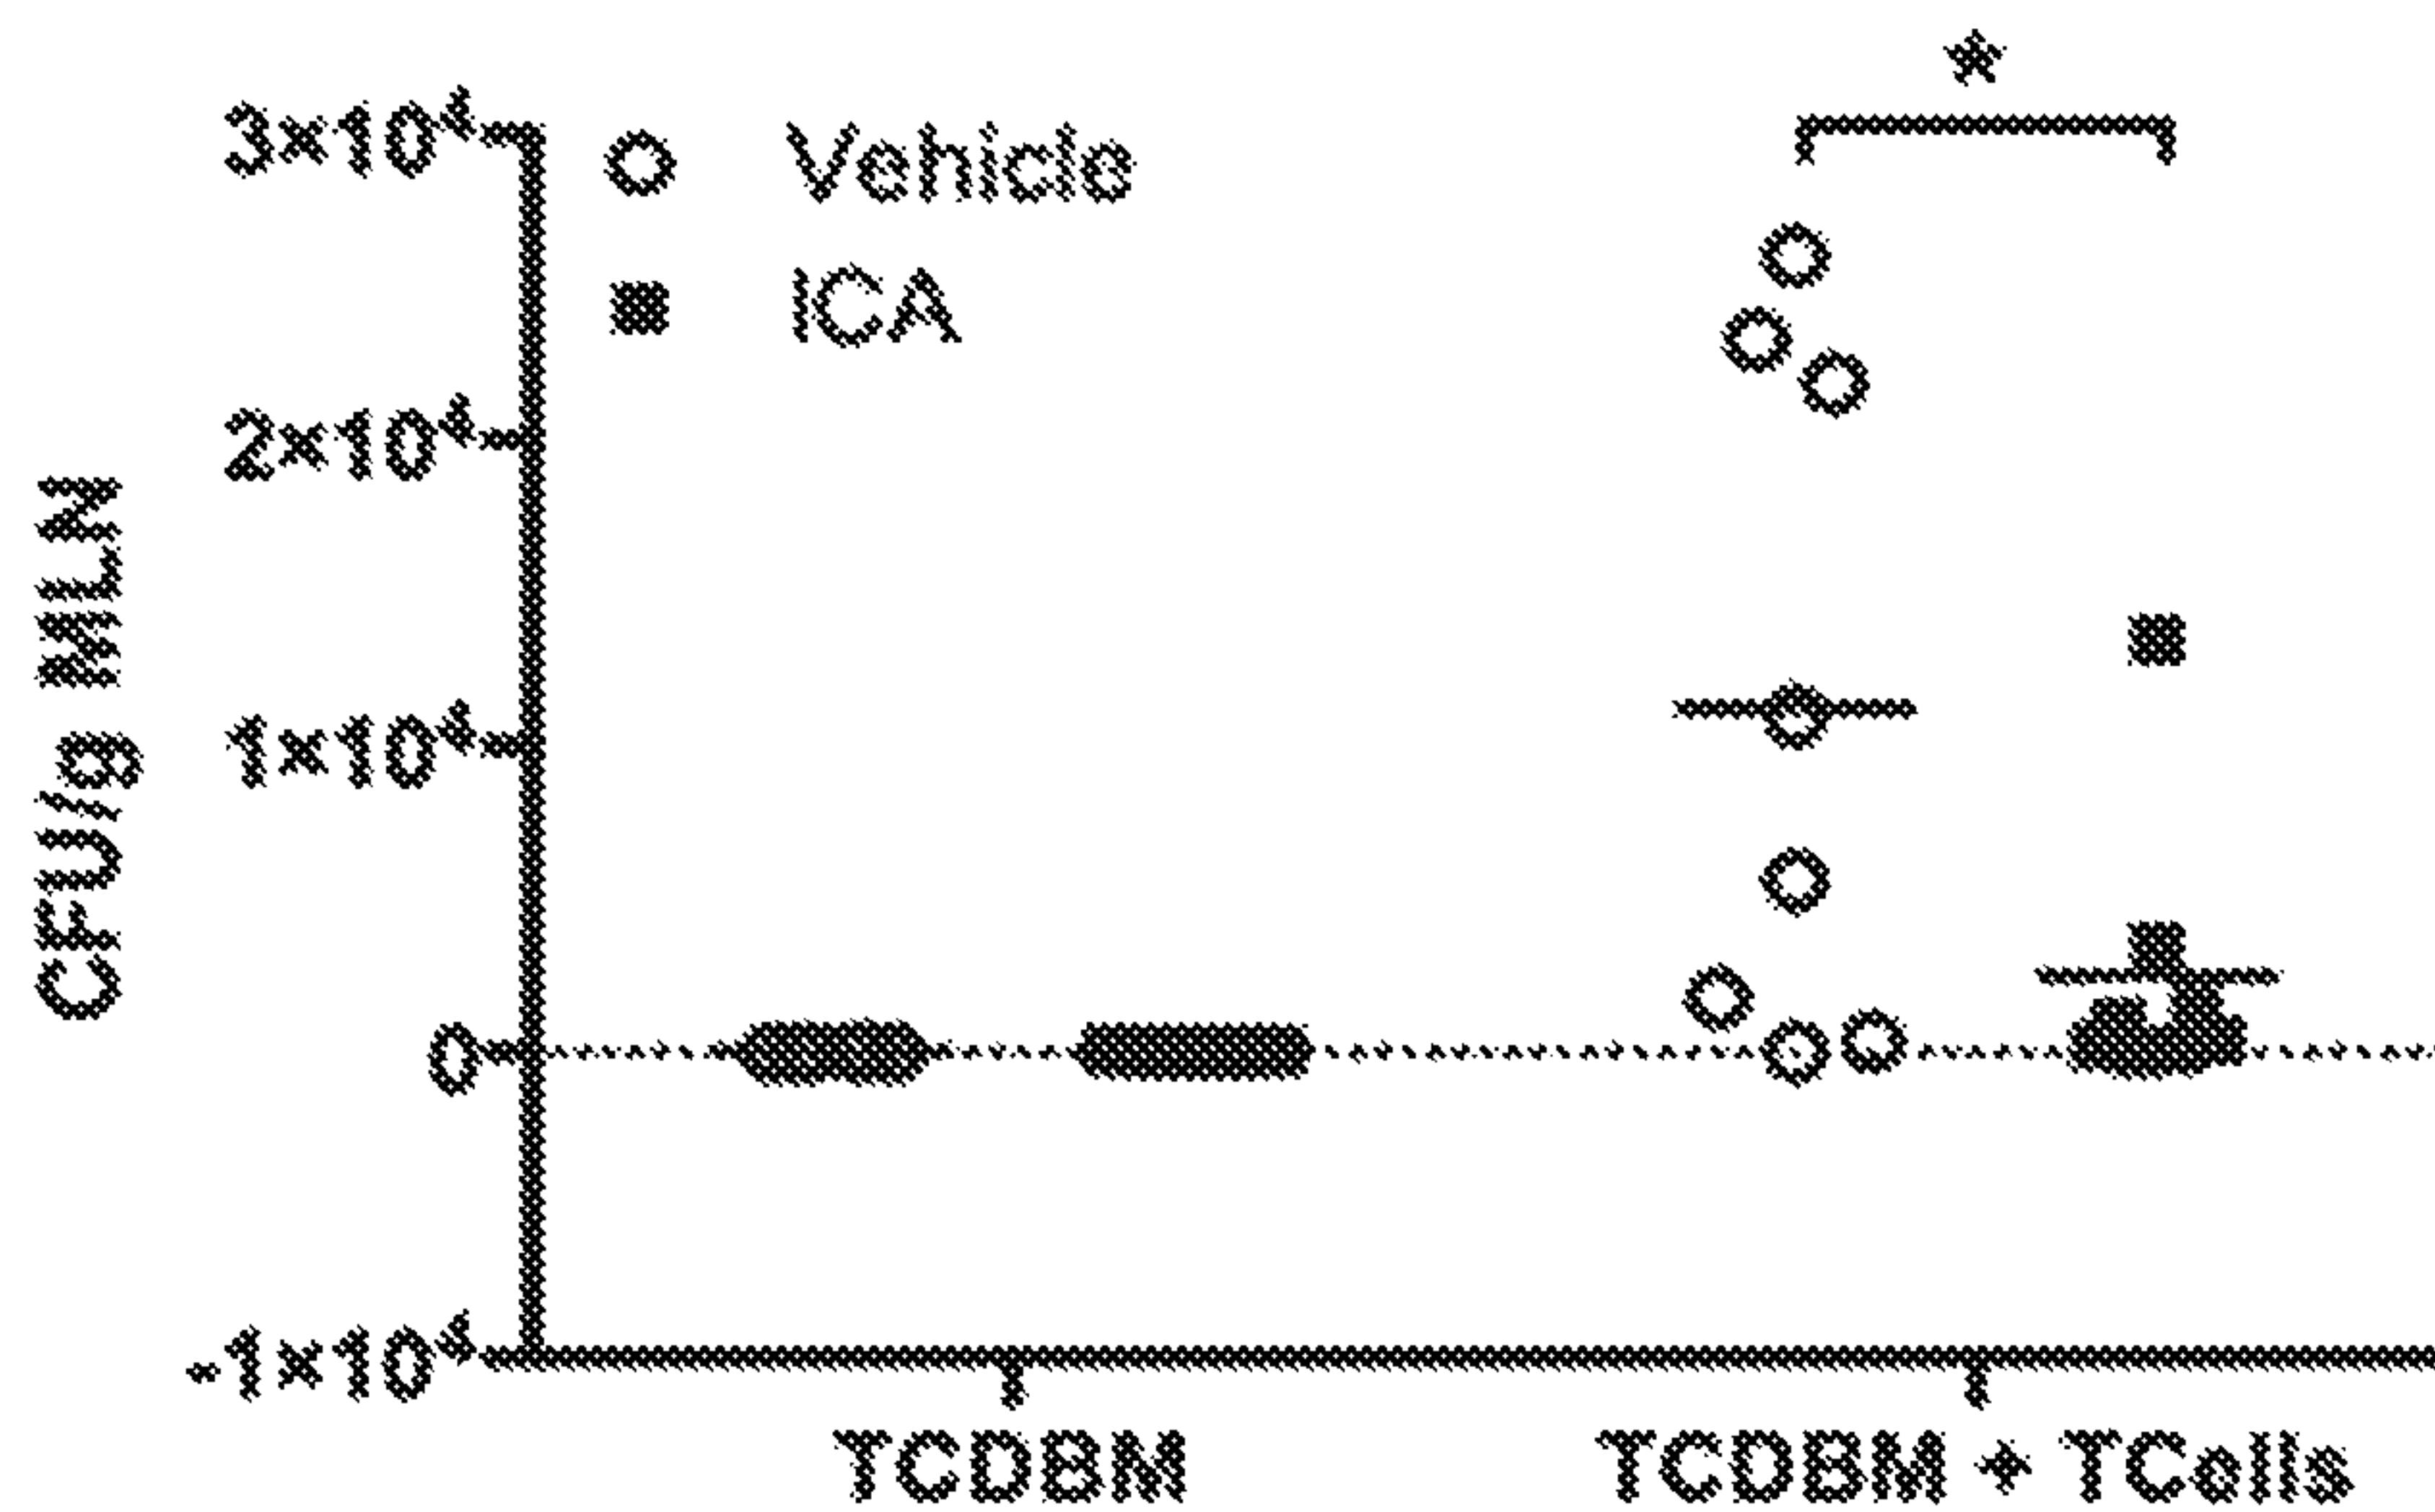 *
3x10⁴
Vehicle
ICA
2x10⁴
1x10⁴
0
-1x10⁴
CFU/g MLN
TCDBM
TCDBM + TCells